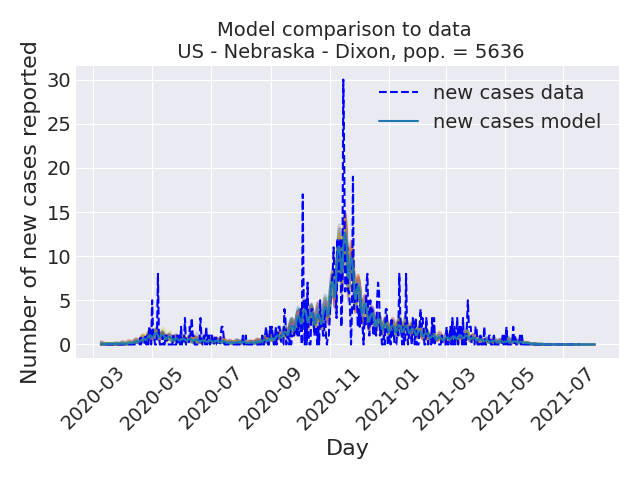 Model comparison to data
US - Nebraska - Dixon, pop. = 5636
Number of new cases reported
30
25
20
15
10
5
0
new cases data
new cases model
2020-03
2020-05
2020-07
2020-09
2020-11
2021-01
2021-03
2021-05
2021-07
Day